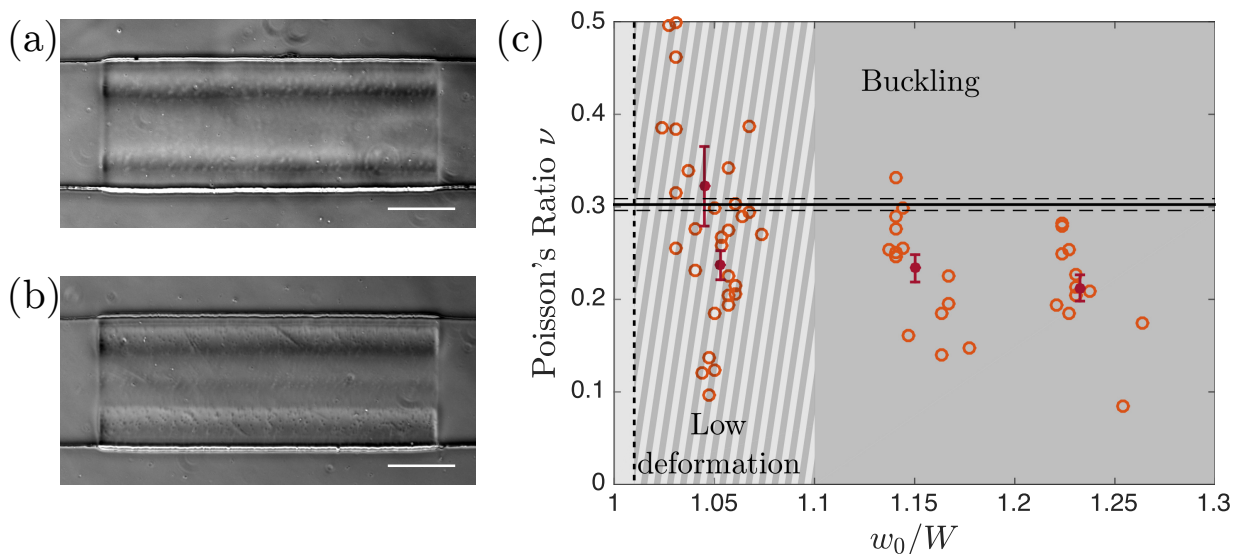 (a)
(b)
(c)
Poisson's Ratio ν
0.5
0.4
0.3
0.2
0.1
0
Buckling
Low
deformation
1
1.05
1.1
1.15
1.2
1.25
1.3
w₀/W